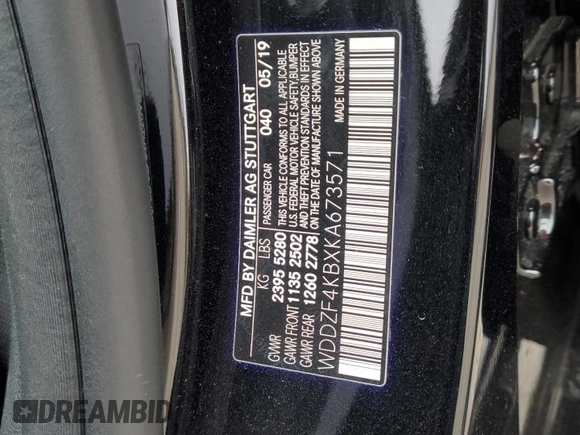 MFD BY DAIMLER AG STUTTGART
KG LBS PASSENGER CAR 040 05/19
GVWR 2395 5280 THIS VEHICLE CONFORMS TO ALL APPLICABLE
GAWR FRONT 1135 2502 U.S. FEDERAL MOTOR VEHICLE SAFETY/BUMPER
GAWR REAR 1260 2778 AND THEFT PREVENTION STANDARDS IN EFFECT
ON THE DATE OF MANUFACTURE SHOWN ABOVE
WDDZF4KBXKA673571 MADE IN GERMANY
DREAMBID